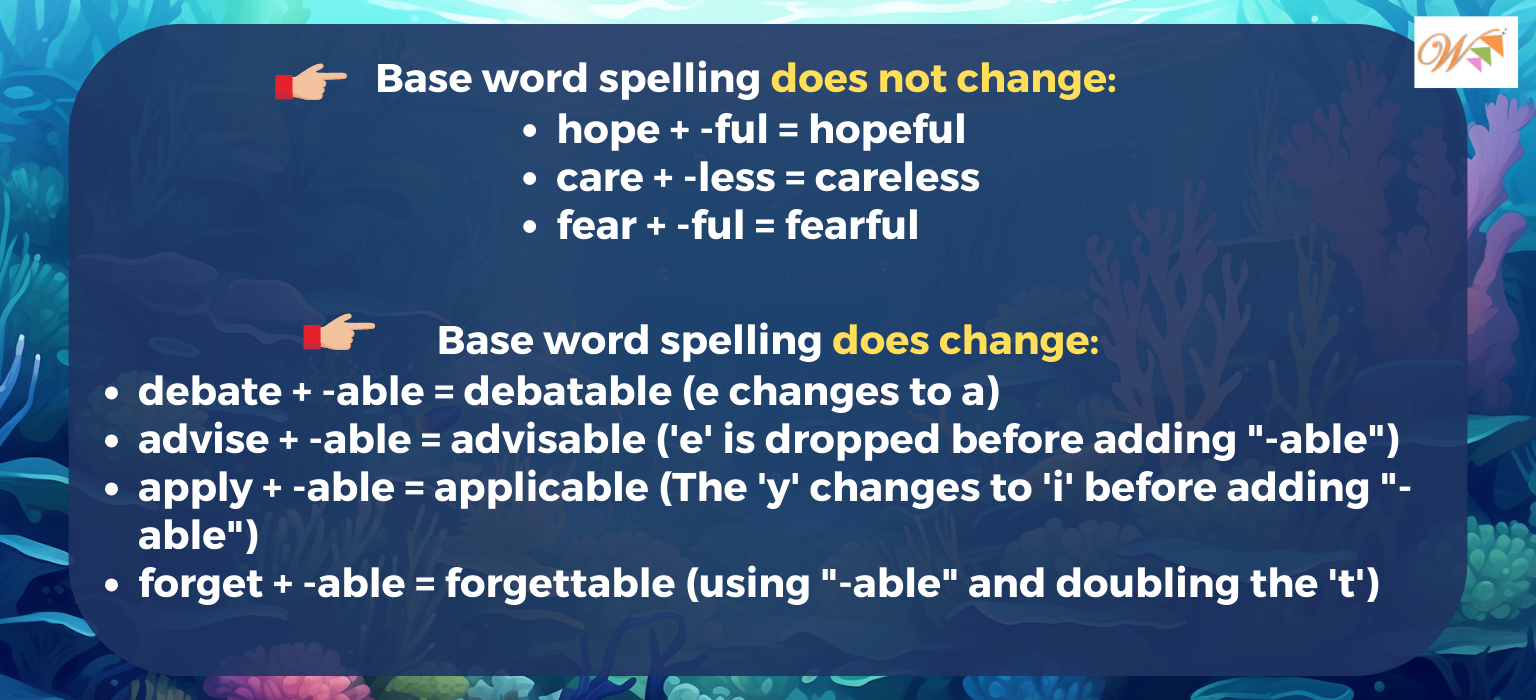 W
Base word spelling does not change:
• hope + -ful = hopeful
• care + -less = careless
• fear + -ful = fearful
Base word spelling does change:
• debate + -able = debatable (e changes to a)
• advise + -able = advisable ('e' is dropped before adding "-able")
• apply + -able = applicable (The 'y' changes to 'i' before adding "-
able")
• forget + -able = forgettable (using "-able" and doubling the 't')